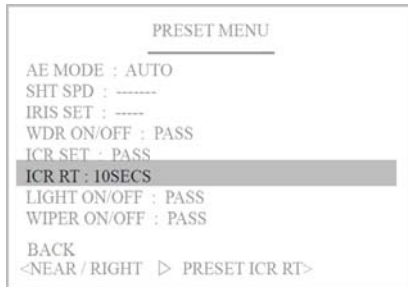 PRESET MENU
AE MODE : AUTO
SHT SPD : -------
IRIS SET : -----
WDR ON/OFF : PASS
ICR SET : PASS
ICR RT : 10SECS
LIGHT ON/OFF : PASS
WIPER ON/OFF : PASS
BACK
<NEAR / RIGHT ▷ PRESET ICR RT>